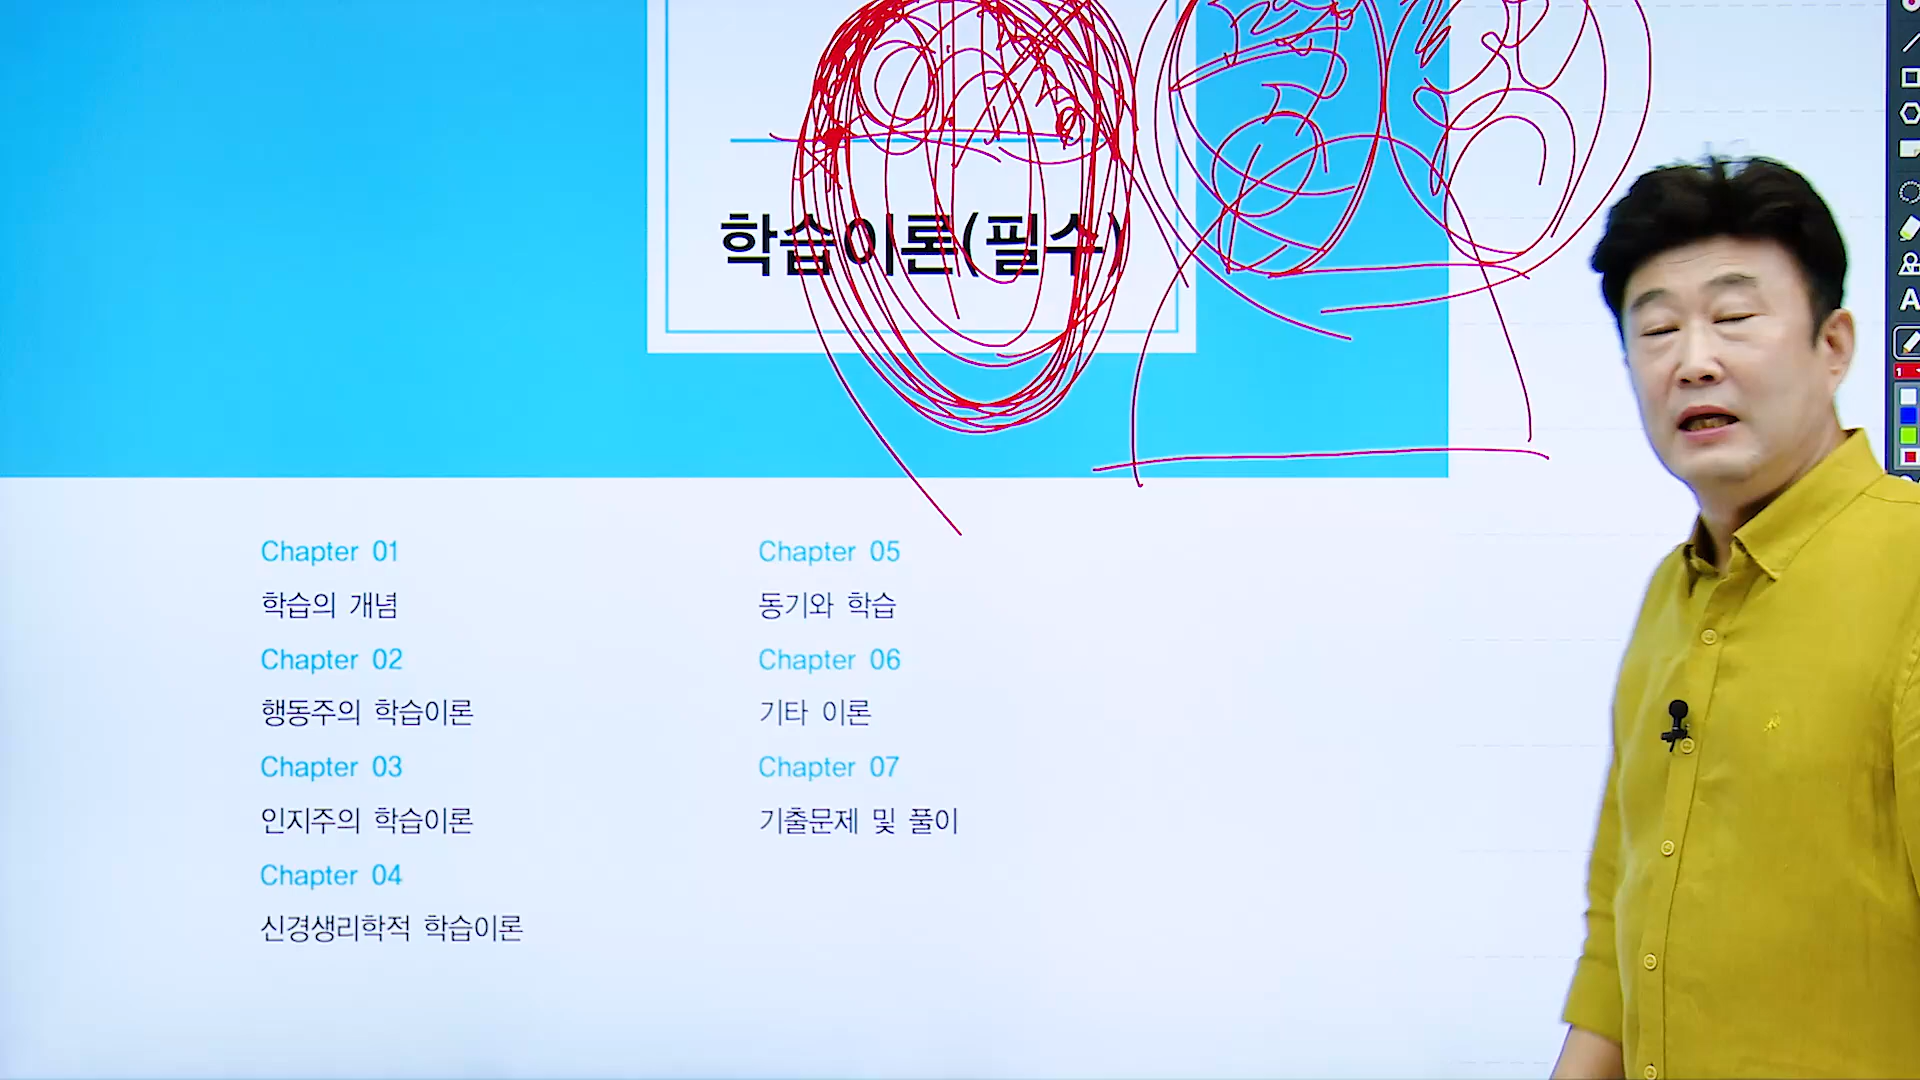 학습이론(필수)
Chapter 01
학습의 개념
Chapter 02
행동주의 학습이론
Chapter 03
인지주의 학습이론
Chapter 04
신경생리학적 학습이론
Chapter 05
동기와 학습
Chapter 06
기타 이론
Chapter 07
기출문제 및 풀이
A
1